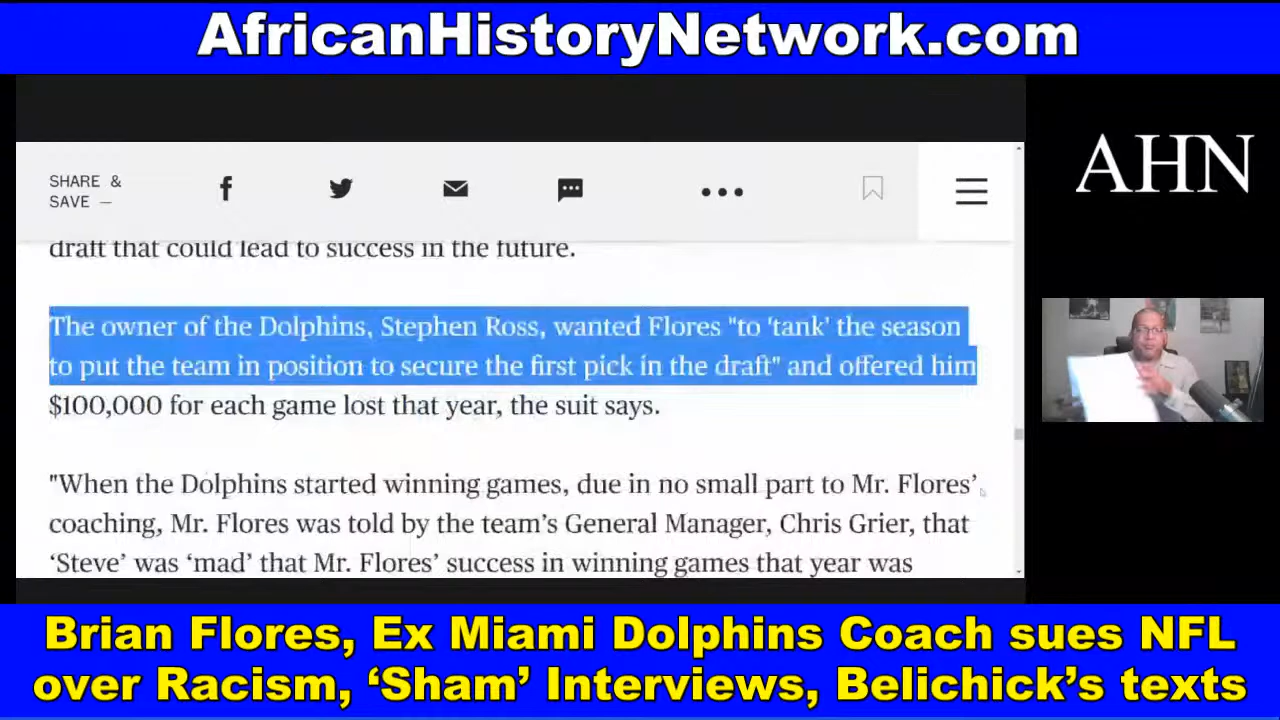 AfricanHistoryNetwork.com
AHN
SHARE &
SAVE —
draft that could lead to success in the future.
The owner of the Dolphins, Stephen Ross, wanted Flores "to 'tank' the season
to put the team in position to secure the first pick in the draft" and offered him
$100,000 for each game lost that year, the suit says.
"When the Dolphins started winning games, due in no small part to Mr. Flores’
coaching, Mr. Flores was told by the team’s General Manager, Chris Grier, that
‘Steve’ was ‘mad’ that Mr. Flores’ success in winning games that year was
Brian Flores, Ex Miami Dolphins Coach sues NFL
over Racism, ‘Sham’ Interviews, Belichick’s texts